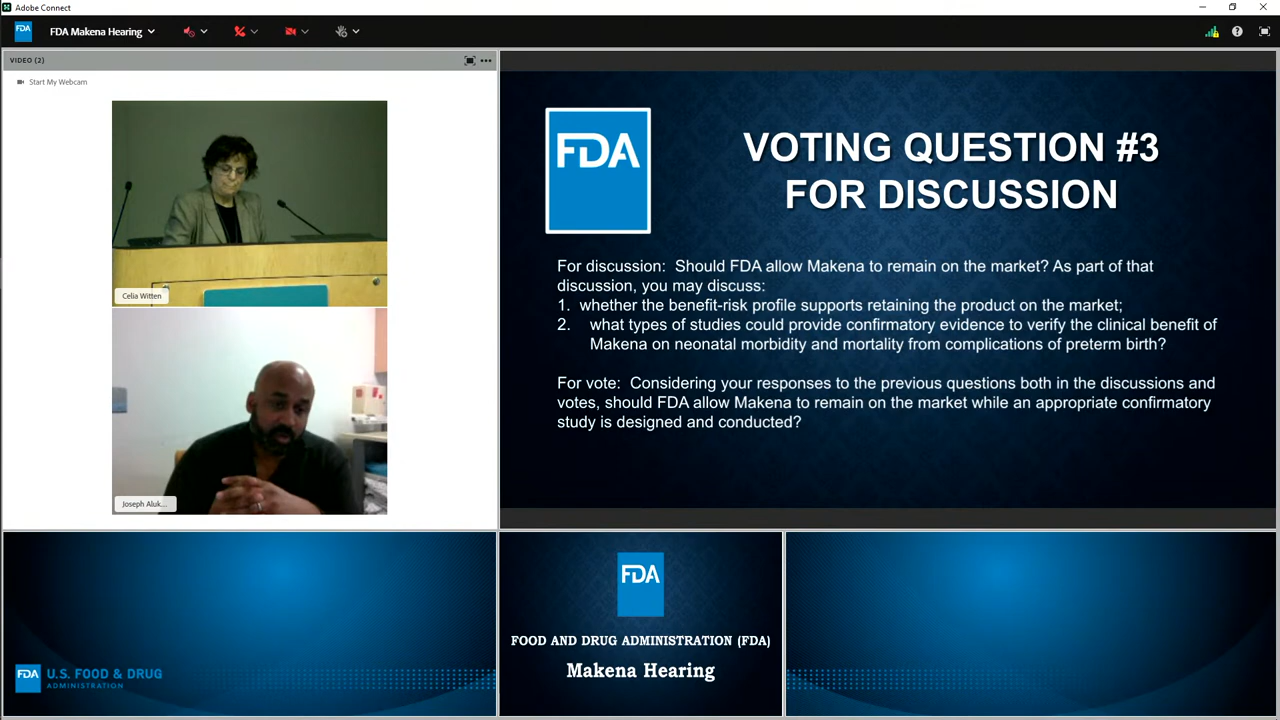 Adobe Connect
FDA
FDA Makena Hearing
VIDEO (2)
Start My Webcam
Celia Witten
Joseph Aluk...
FDA
VOTING QUESTION #3
FOR DISCUSSION
For discussion: Should FDA allow Makena to remain on the market? As part of that
discussion, you may discuss:
1. whether the benefit-risk profile supports retaining the product on the market;
2. what types of studies could provide confirmatory evidence to verify the clinical benefit of
Makena on neonatal morbidity and mortality from complications of preterm birth?
For vote: Considering your responses to the previous questions both in the discussions and
votes, should FDA allow Makena to remain on the market while an appropriate confirmatory
study is designed and conducted?
FDA
U.S. FOOD & DRUG
ADMINISTRATION
FDA
FOOD AND DRUG ADMINISTRATION (FDA)
Makena Hearing